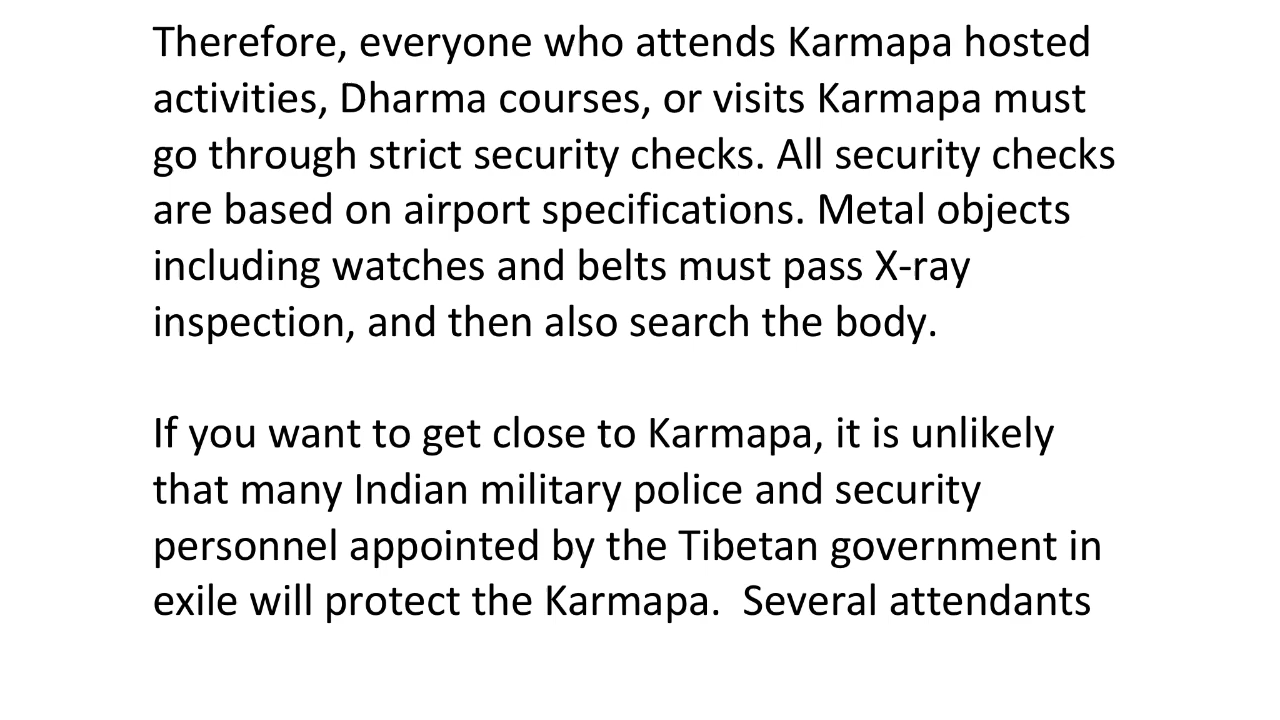 Therefore, everyone who attends Karmapa hosted
activities, Dharma courses, or visits Karmapa must
go through strict security checks. All security checks
are based on airport specifications. Metal objects
including watches and belts must pass X-ray
inspection, and then also search the body.
If you want to get close to Karmapa, it is unlikely
that many Indian military police and security
personnel appointed by the Tibetan government in
exile will protect the Karmapa.  Several attendants